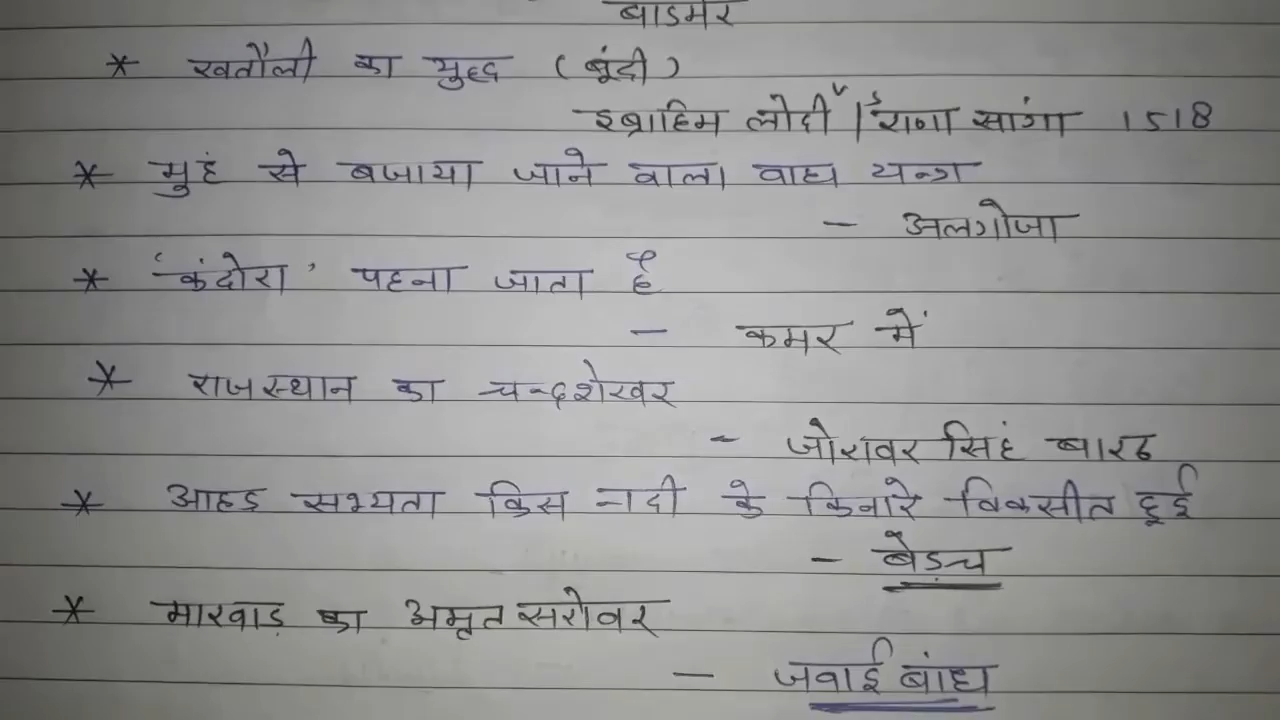 बाडमेर
* खतौली का युद्ध (बूंदी)
इब्राहिम लोदी v/s राणा सांगा 1518
* मुहं से बजाया जाने वाला वाद्य यन्त्र
- अलगोजा
* 'कंदोरा' पहना जाता है
- कमर में
* राजस्थान का चन्द्रशेखर
- जोरावर सिहं बारठ
* आहड सभ्यता किस नदी के किनारे विकसीत हूई
- बेड़च
* मारवाड़ का अमृत सरोवर
- जवाई बांध